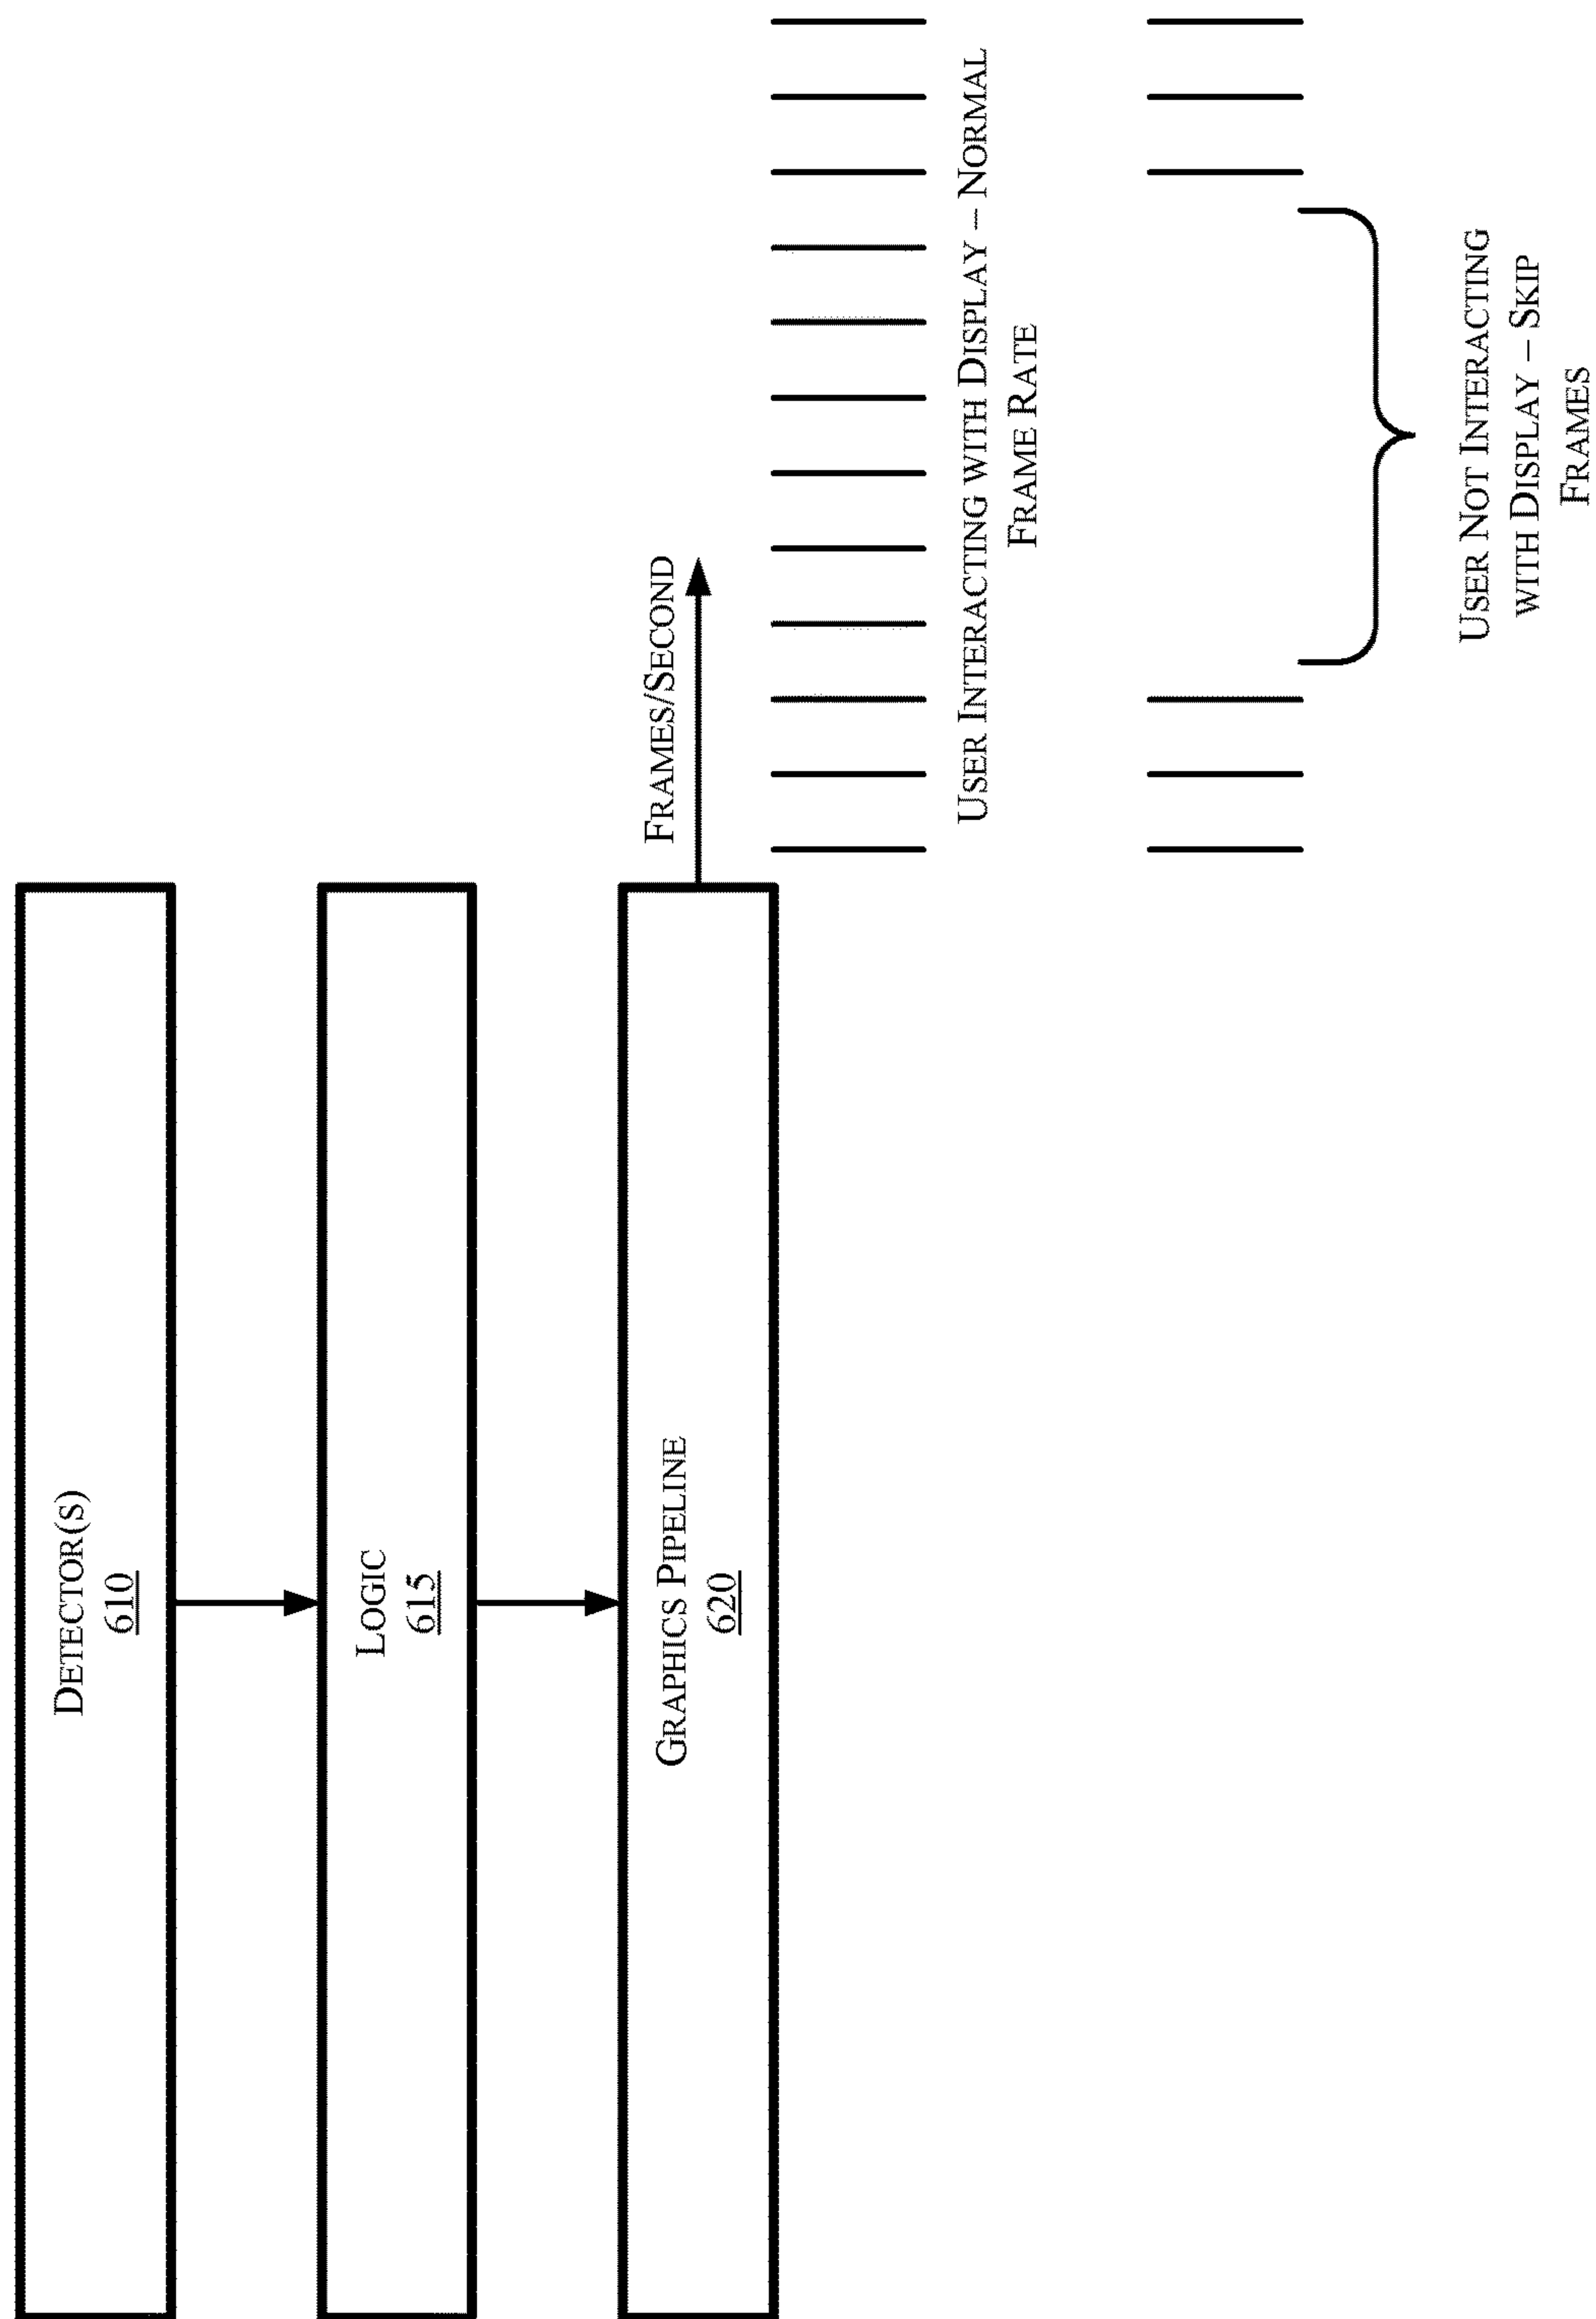 DETECTOR(S)
610
LOGIC
615
GRAPHICS PIPELINE
620
FRAMES/SECOND
USER INTERACTING WITH DISPLAY – NORMAL
FRAME RATE
USER NOT INTERACTING
WITH DISPLAY – SKIP
FRAMES